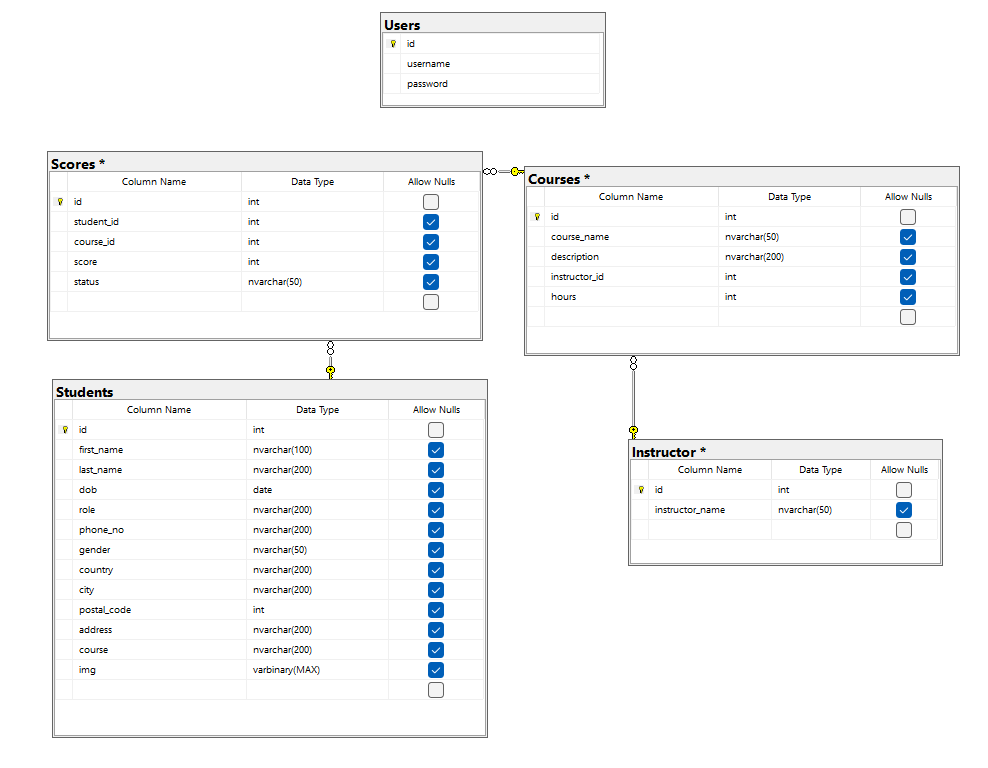 Users
id
username
password
Scores *
Column Name Data Type Allow Nulls
id int
student_id int
course_id int
score int
status nvarchar(50)
Courses *
Column Name Data Type Allow Nulls
id int
course_name nvarchar(50)
description nvarchar(200)
instructor_id int
hours int
Students
Column Name Data Type Allow Nulls
id int
first_name nvarchar(100)
last_name nvarchar(200)
dob date
role nvarchar(200)
phone_no nvarchar(200)
gender nvarchar(50)
country nvarchar(200)
city nvarchar(200)
postal_code int
address nvarchar(200)
course nvarchar(200)
img varbinary(MAX)
Instructor *
Column Name Data Type Allow Nulls
id int
instructor_name nvarchar(50)